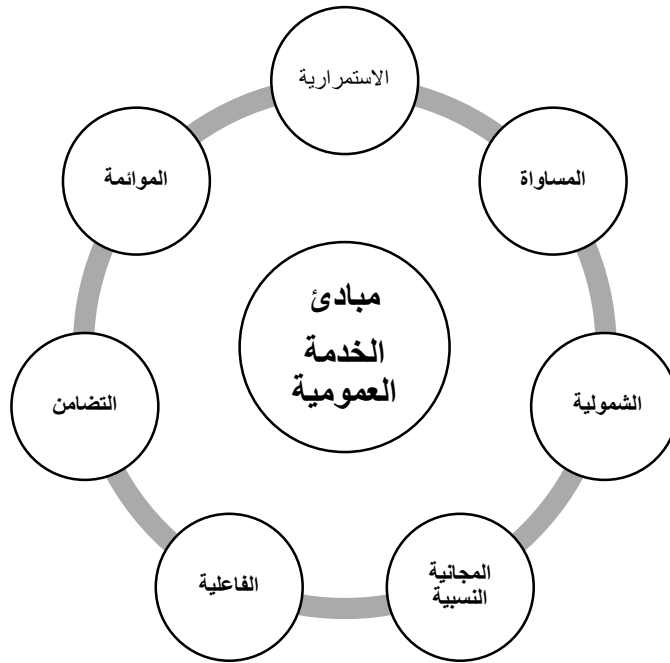 الاستمرارية
المساواة
الشمولية
المجانية
النسبية
الفاعلية
التضامن
الموائمة
مبادئ
الخدمة
العمومية